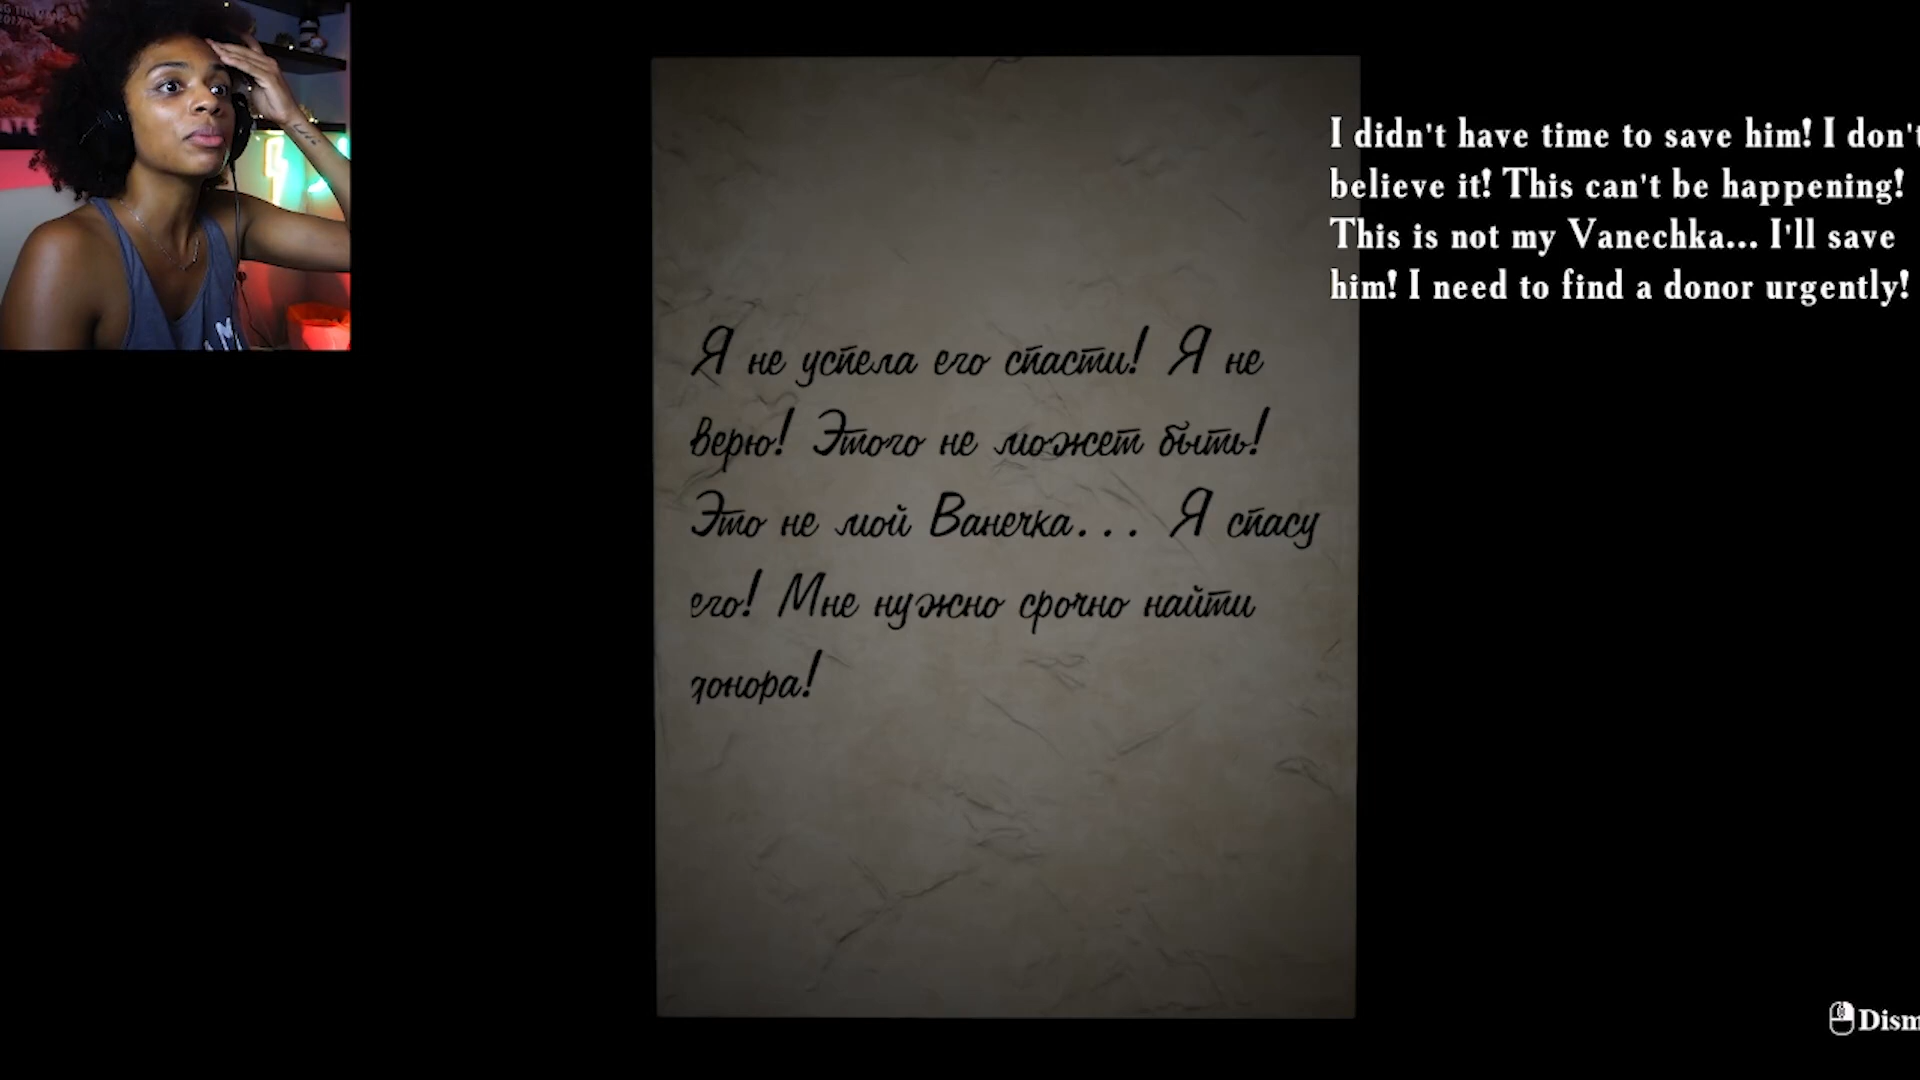 I didn't have time to save him! I don't
believe it! This can't be happening!
This is not my Vanechka... I'll save
him! I need to find a donor urgently!
Я не успела его спасти! Я не
верю! Этого не может быть!
Это не мой Ванечка... Я спасу
его! Мне нужно срочно найти
донора!